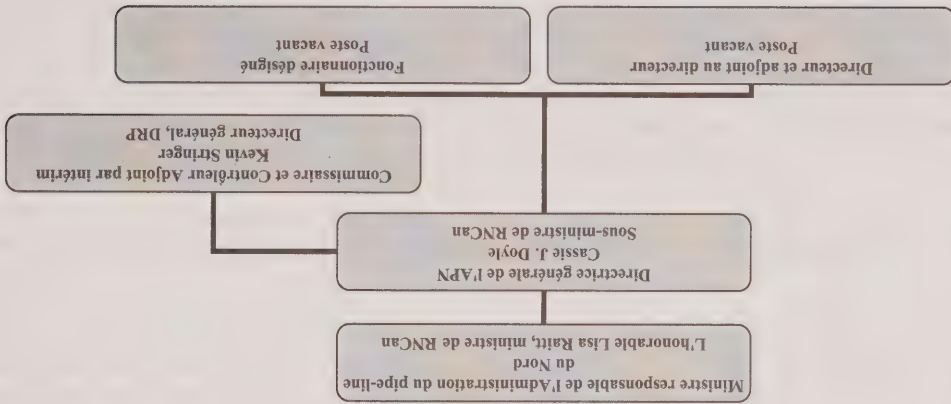 Ministre responsable de l'Administration du pipe-line
du Nord
L'honorable Lisa Raitt, ministre de RNCan
Directrice générale de l'APN
Cassie J. Doyle
Sous-ministre de RNCan
Commissaire et Contrôleur Adjoint par intérim
Kevin Stringer
Directeur général, DRP
Directeur et adjoint au directeur
Poste vacant
Fonctionnaire désigné
Poste vacant